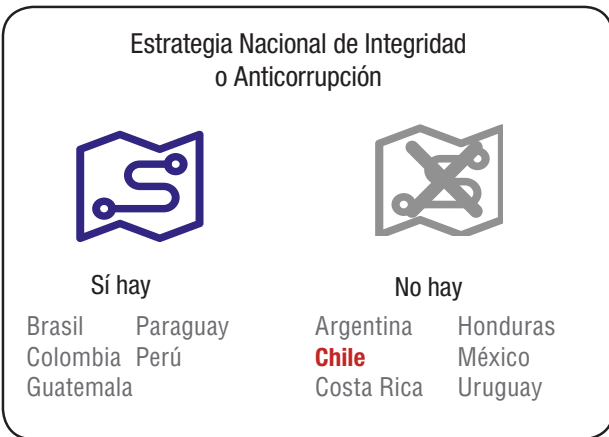 Estrategia Nacional de Integridad
o Anticorrupción
Sí hay
Brasil Paraguay
Colombia Perú
Guatemala
No hay
Argentina Honduras
Chile México
Costa Rica Uruguay